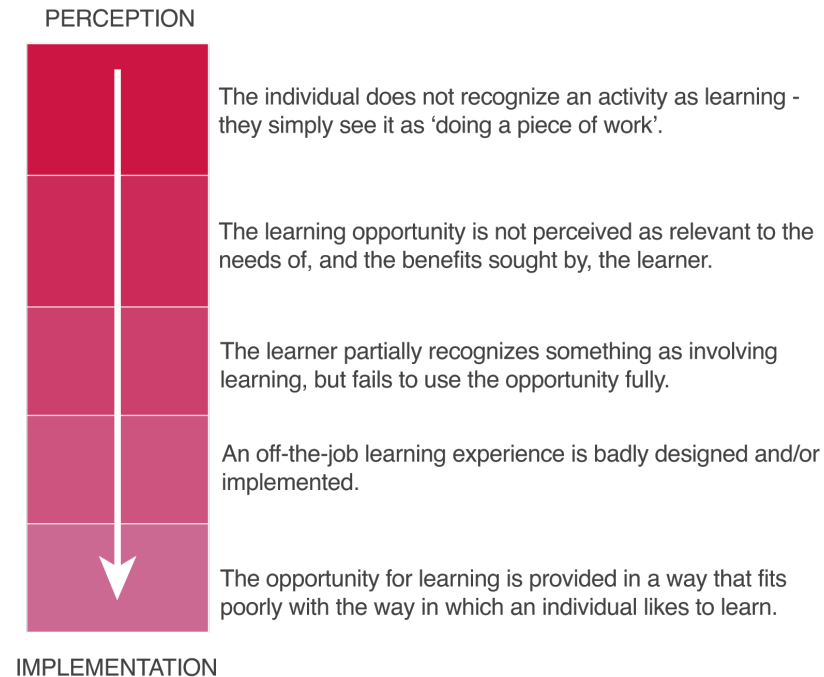 PERCEPTION
The individual does not recognize an activity as learning -
they simply see it as ‘doing a piece of work’.
The learning opportunity is not perceived as relevant to the
needs of, and the benefits sought by, the learner.
The learner partially recognizes something as involving
learning, but fails to use the opportunity fully.
An off-the-job learning experience is badly designed and/or
implemented.
The opportunity for learning is provided in a way that fits
poorly with the way in which an individual likes to learn.
IMPLEMENTATION